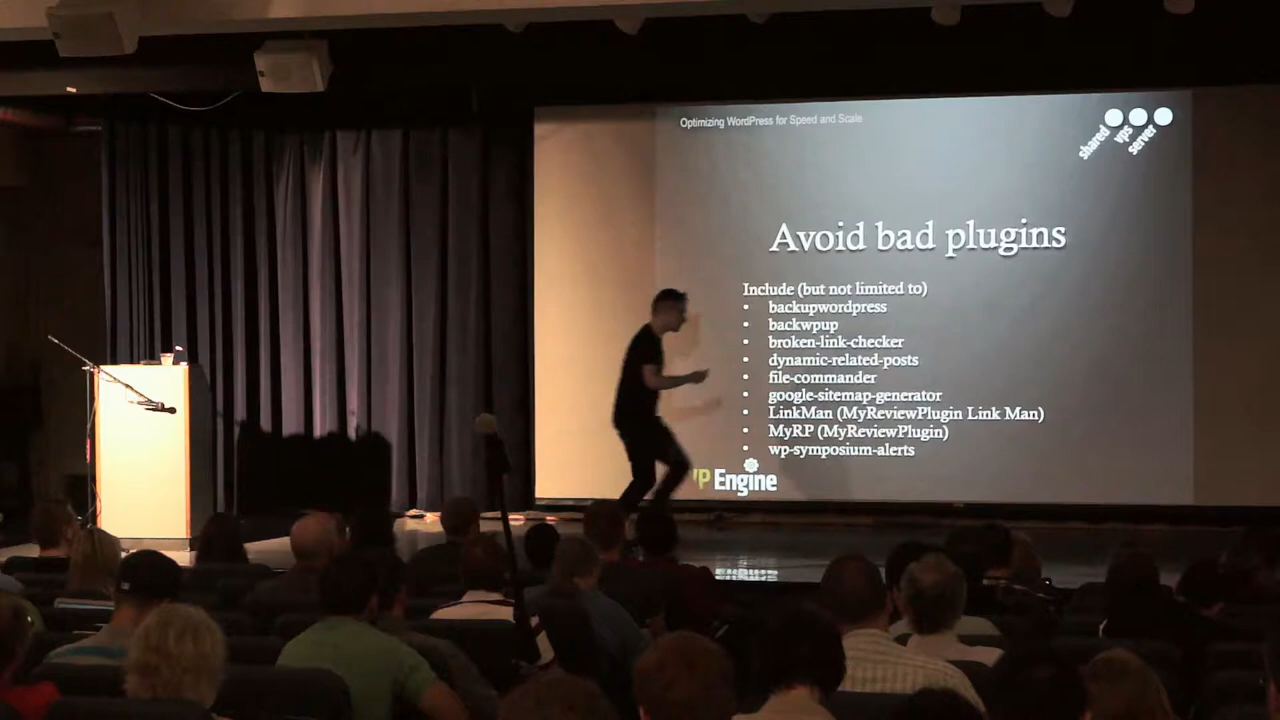 Optimizing WordPress for Speed and Scale
shared
vps
server
Avoid bad plugins
Include (but not limited to)
• backupwordpress
• backwpup
• broken-link-checker
• dynamic-related-posts
• file-commander
• google-sitemap-generator
• LinkMan (MyReviewPlugin Link Man)
• MyRP (MyReviewPlugin)
• wp-symposium-alerts
P Engine